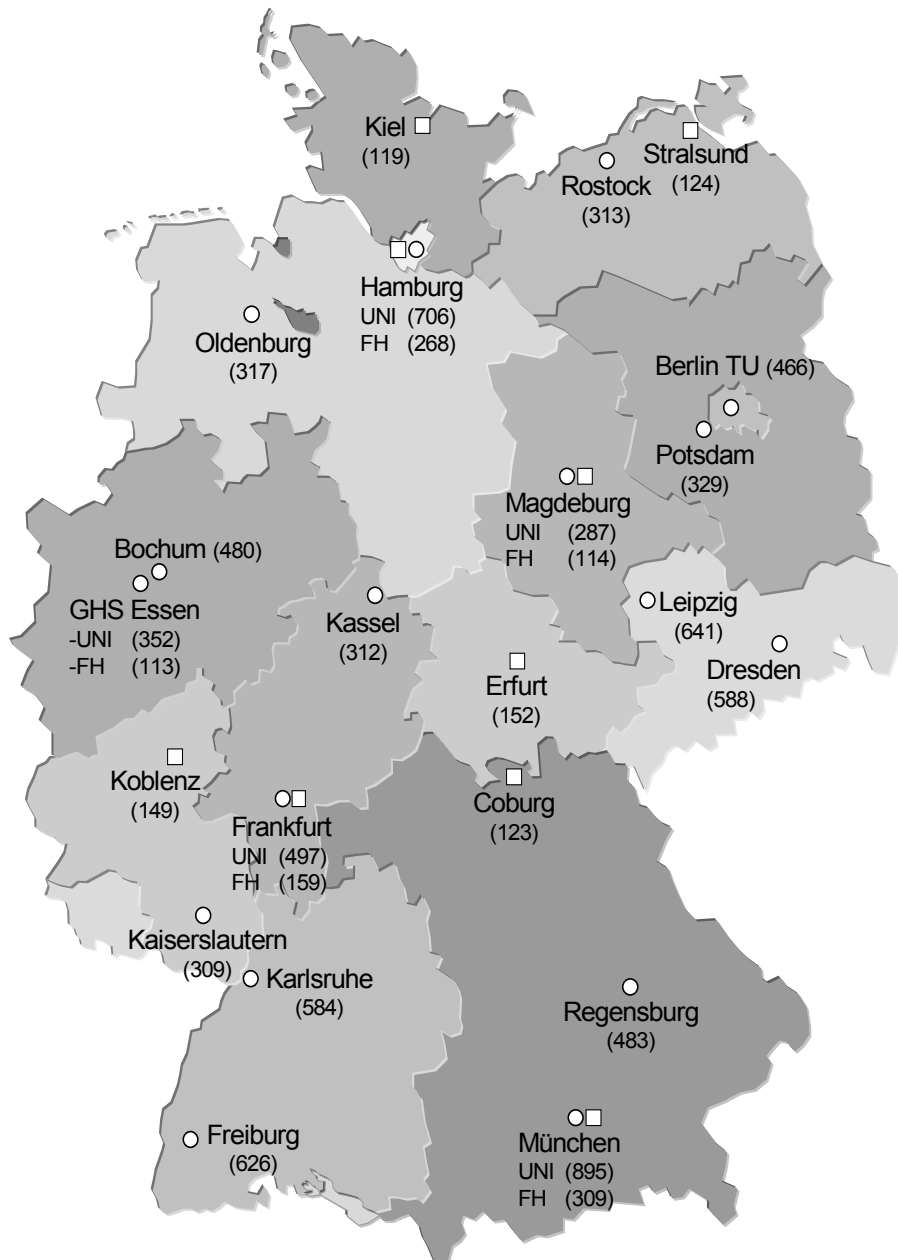 Kiel
(119)
Stralsund
(124)
Rostock
(313)
Hamburg
UNI (706)
FH (268)
Oldenburg
(317)
Berlin TU (466)
Potsdam
(329)
Magdeburg
UNI (287)
FH (114)
Bochum (480)
GHS Essen
-UNI (352)
-FH (113)
Kassel
(312)
Leipzig
(641)
Dresden
(588)
Erfurt
(152)
Koblenz
(149)
Coburg
(123)
Frankfurt
UNI (497)
FH (159)
Kaiserslautern
(309)
Karlsruhe
(584)
Regensburg
(483)
Freiburg
(626)
München
UNI (895)
FH (309)